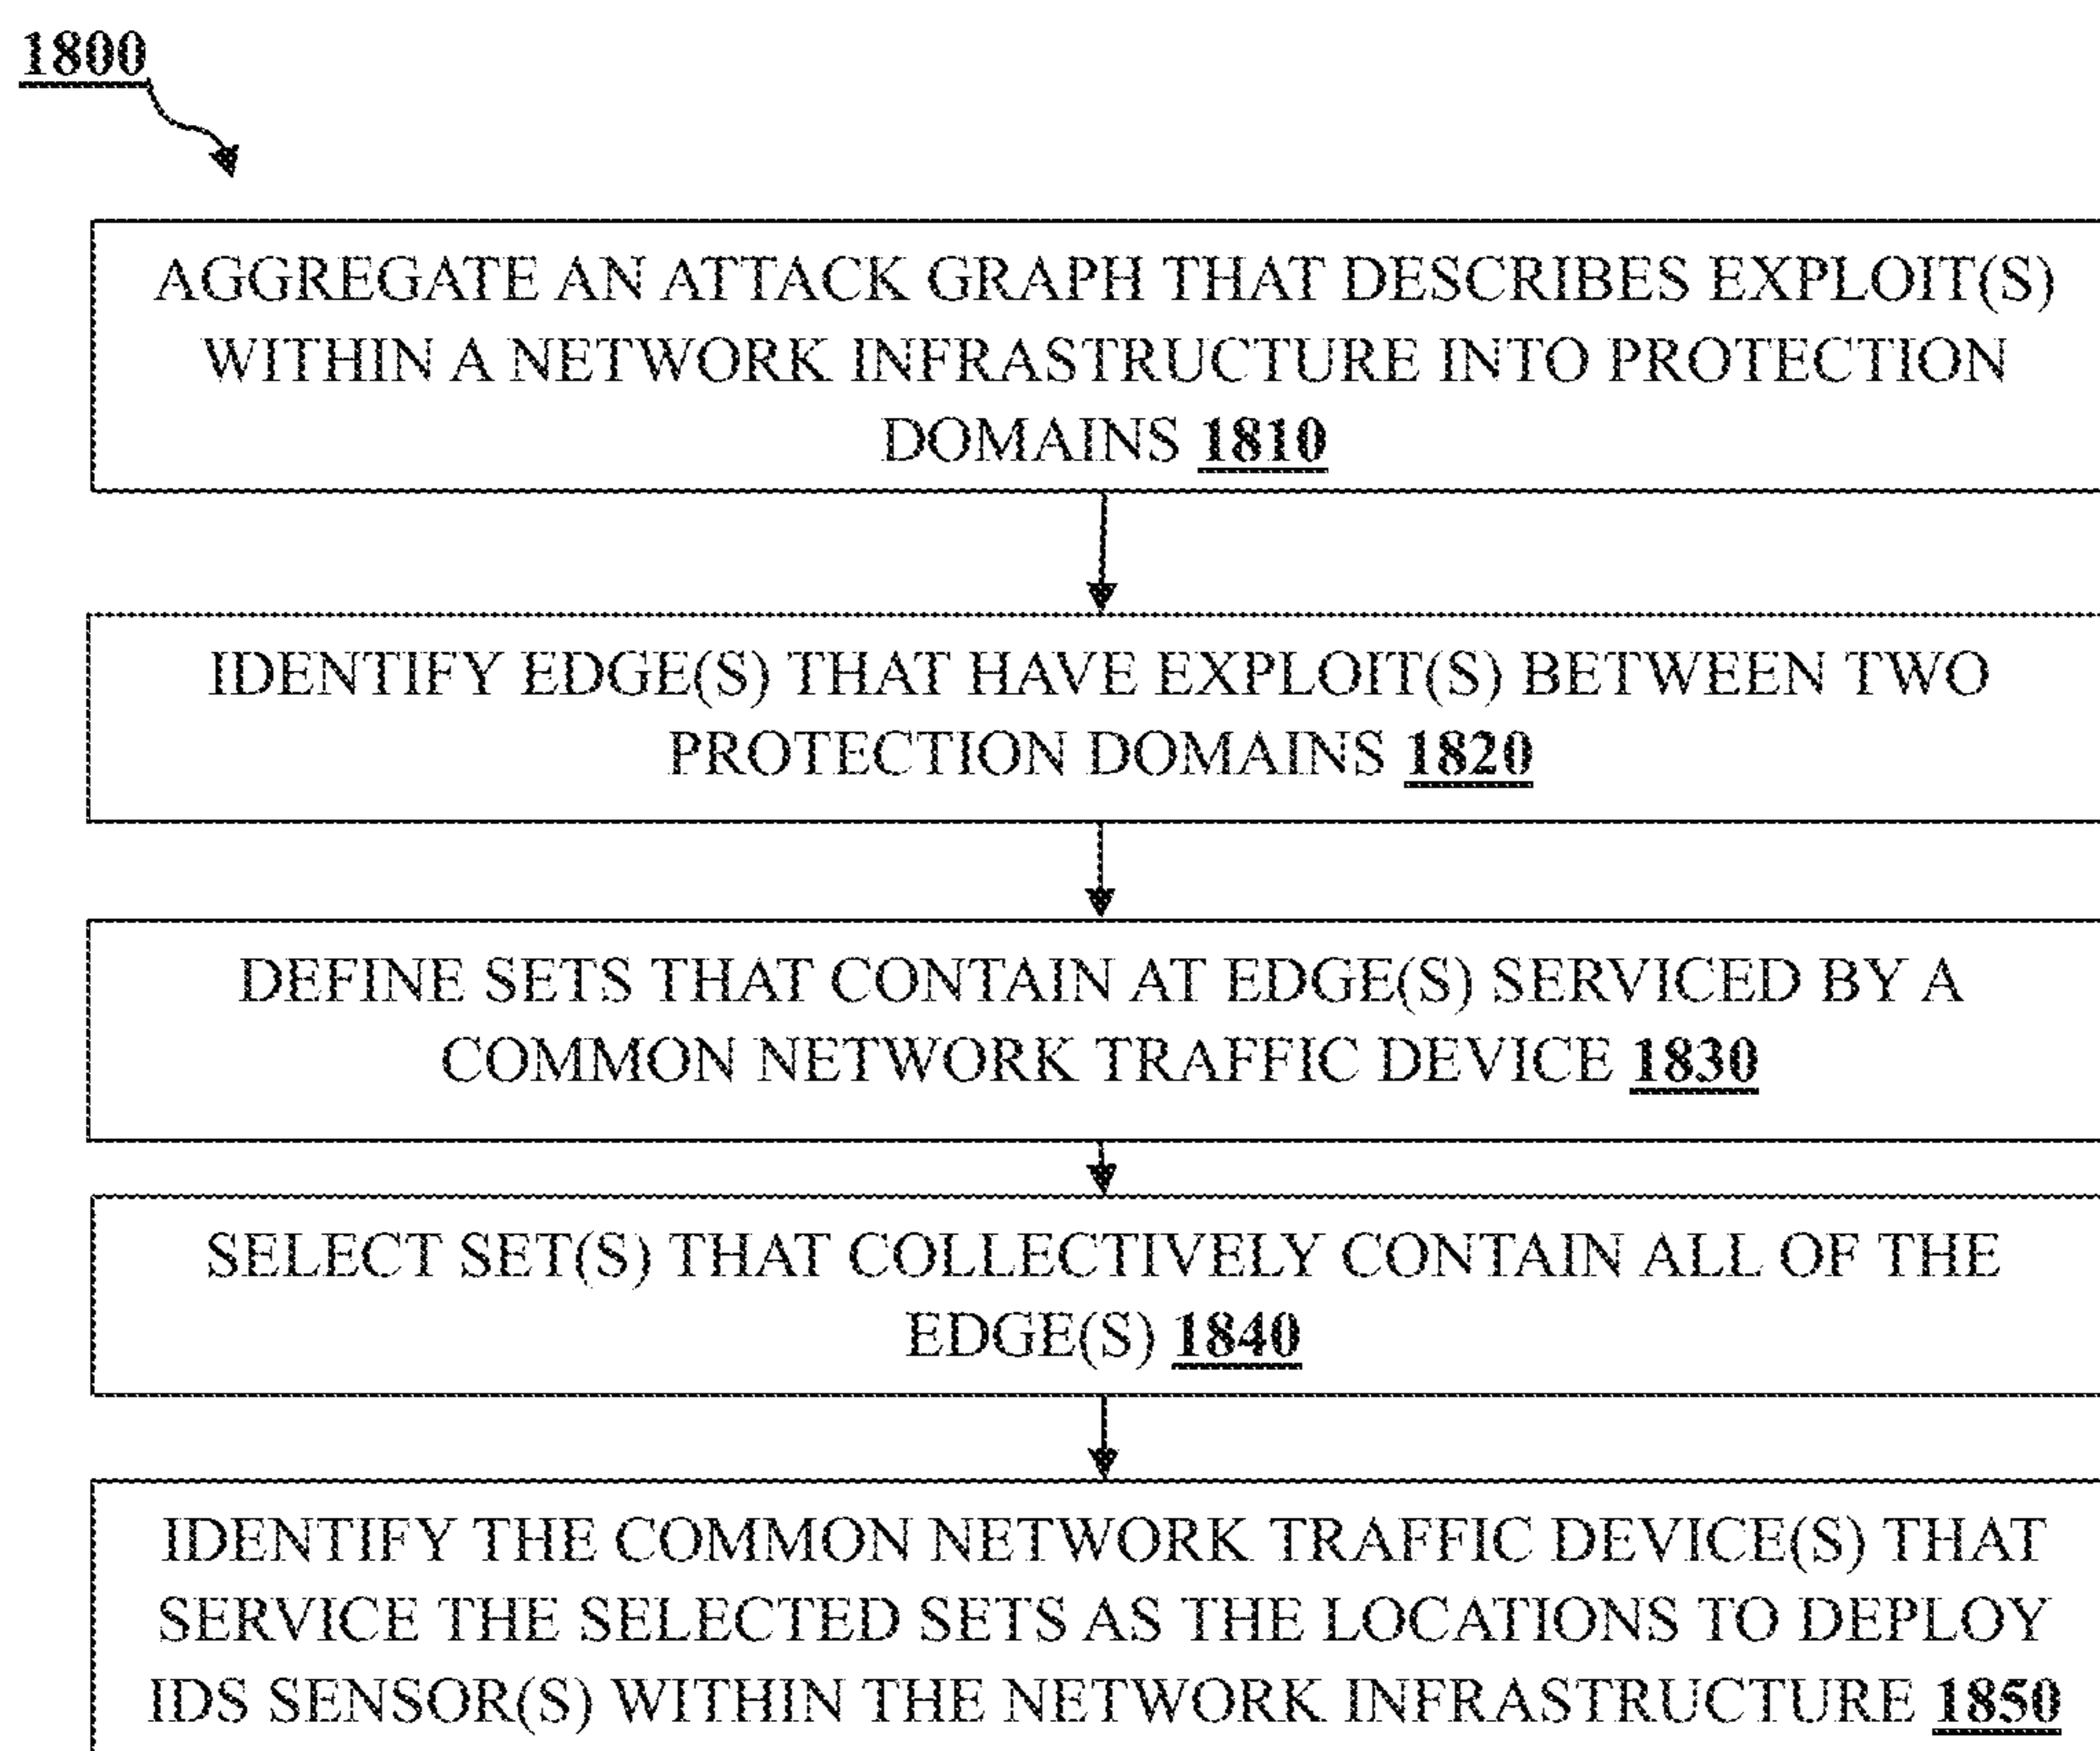 1800
AGGREGATE AN ATTACK GRAPH THAT DESCRIBES EXPLOIT(S)
WITHIN A NETWORK INFRASTRUCTURE INTO PROTECTION
DOMAINS 1810
IDENTIFY EDGE(S) THAT HAVE EXPLOIT(S) BETWEEN TWO
PROTECTION DOMAINS 1820
DEFINE SETS THAT CONTAIN AT EDGE(S) SERVICED BY A
COMMON NETWORK TRAFFIC DEVICE 1830
SELECT SET(S) THAT COLLECTIVELY CONTAIN ALL OF THE
EDGE(S) 1840
IDENTIFY THE COMMON NETWORK TRAFFIC DEVICE(S) THAT
SERVICE THE SELECTED SETS AS THE LOCATIONS TO DEPLOY
IDS SENSOR(S) WITHIN THE NETWORK INFRASTRUCTURE 1850